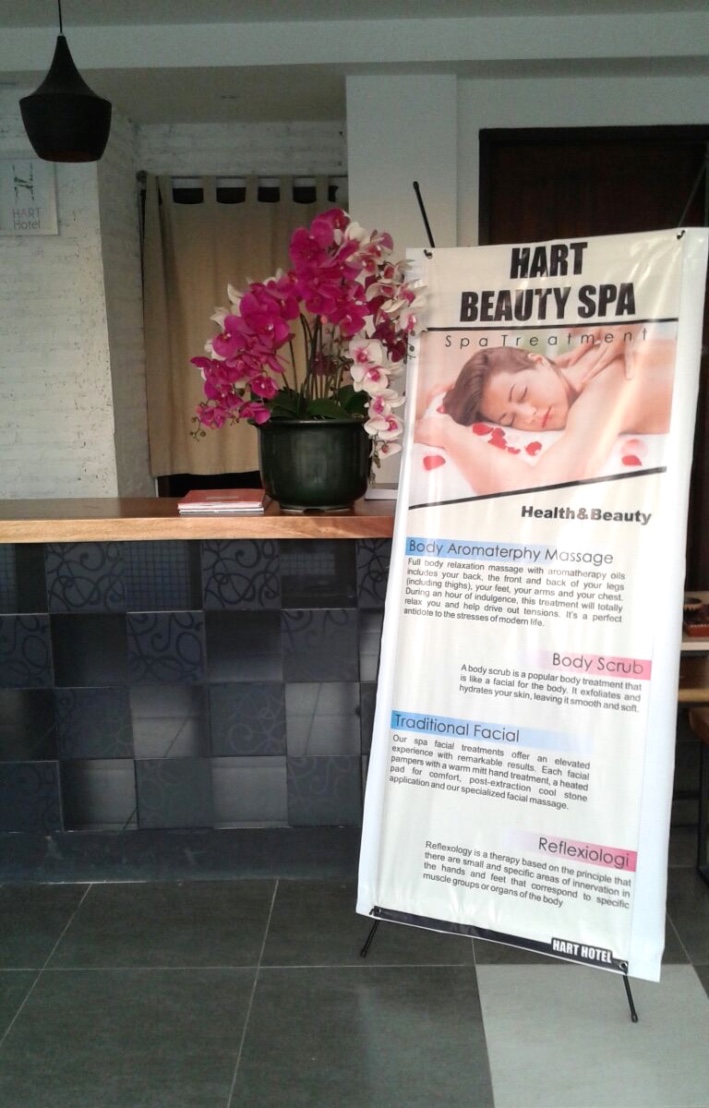 HART
Hotel
HART
BEAUTY SPA
Spa Treatment
Health&Beauty
Body Aromaterphy Massage
Full body relaxation massage with aromatherapy oils
includes your back, the front and back of your legs
(including thighs), your feet, your arms and your chest.
During an hour of indulgence, this treatment will totally
relax you and help drive out tensions. It's a perfect
antidote to the stresses of modern life.
Body Scrub
A body scrub is a popular body treatment that
is like a facial for the body. It exfoliates and
hydrates your skin, leaving it smooth and soft.
Traditional Facial
Our spa facial treatments offer an elevated
experience with remarkable results. Each facial
pampers with a warm mitt hand treatment, a heated
pad for comfort, post-extraction cool stone
application and our specialized facial massage.
Reflexiologi
Reflexology is a therapy based on the principle that
there are small and specific areas of innervation in
the hands and feet that correspond to specific
muscle groups or organs of the body
HART HOTEL